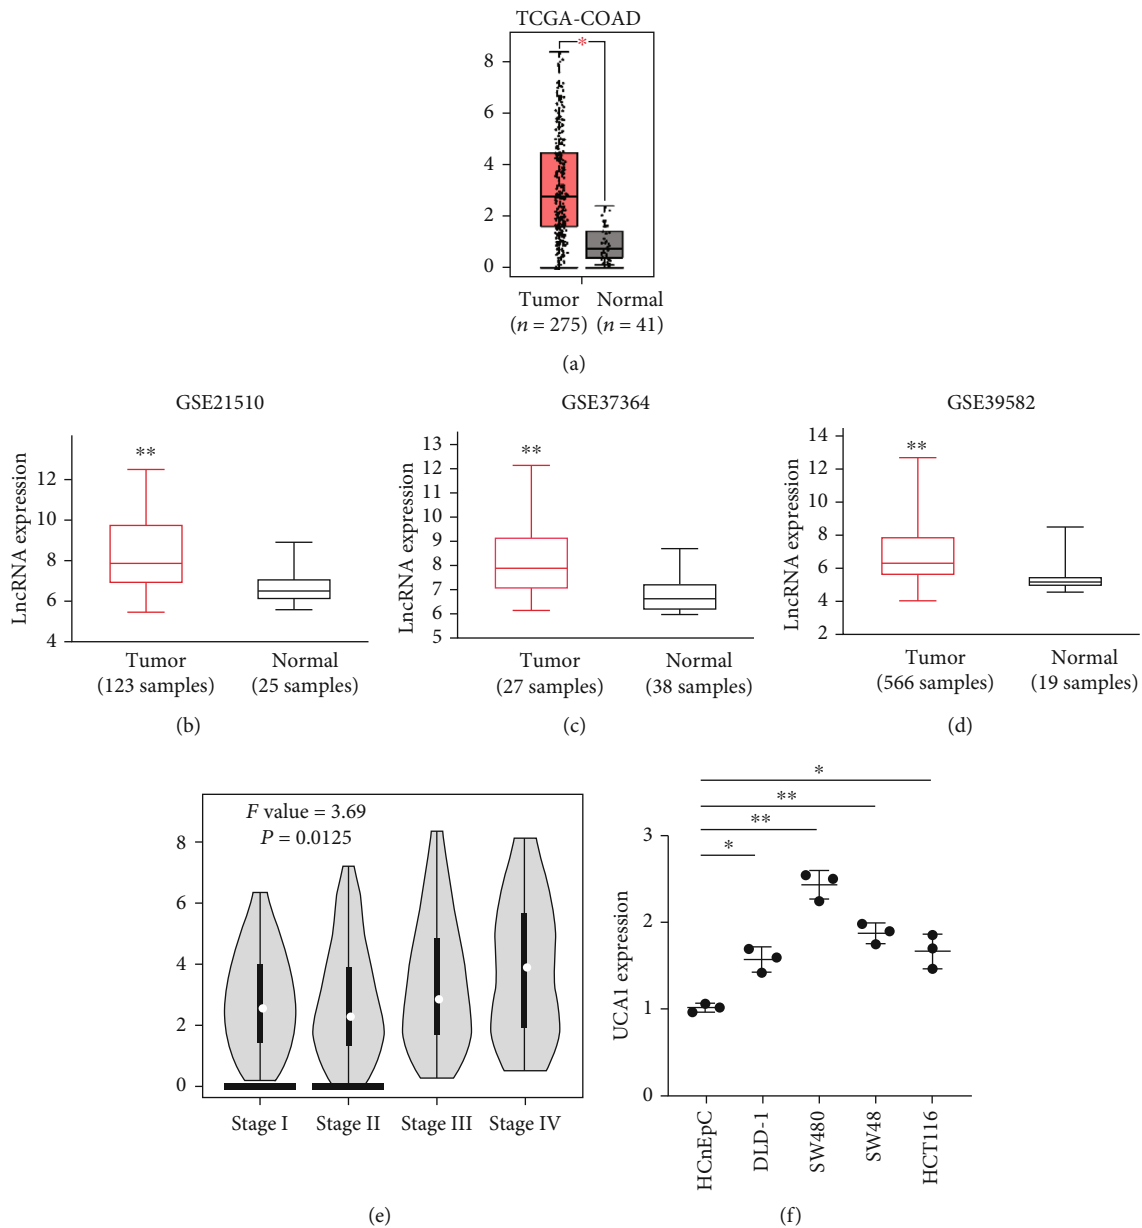 TCGA-COAD
*
8
6
4
2
0
Tumor Normal
(n = 275) (n = 41)
(a)
GSE21510
**
LncRNA expression
12
10
8
6
4
Tumor Normal
(123 samples) (25 samples)
(b)
GSE37364
**
LncRNA expression
13
12
11
10
9
8
7
6
5
Tumor Normal
(27 samples) (38 samples)
(c)
GSE39582
**
LncRNA expression
14
12
10
8
6
4
2
Tumor Normal
(566 samples) (19 samples)
(d)
F value = 3.69
P = 0.0125
8
6
4
2
0
Stage I Stage II Stage III Stage IV
(e)
*
**
**
*
UCA1 expression
3
2
1
0
HCnEpC
DLD-1
SW480
SW48
HCT116
(f)